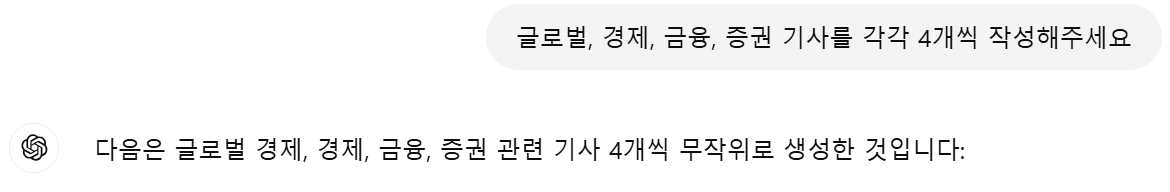 글로벌, 경제, 금융, 증권 기사를 각각 4개씩 작성해주세요
다음은 글로벌 경제, 경제, 금융, 증권 관련 기사 4개씩 무작위로 생성한 것입니다: